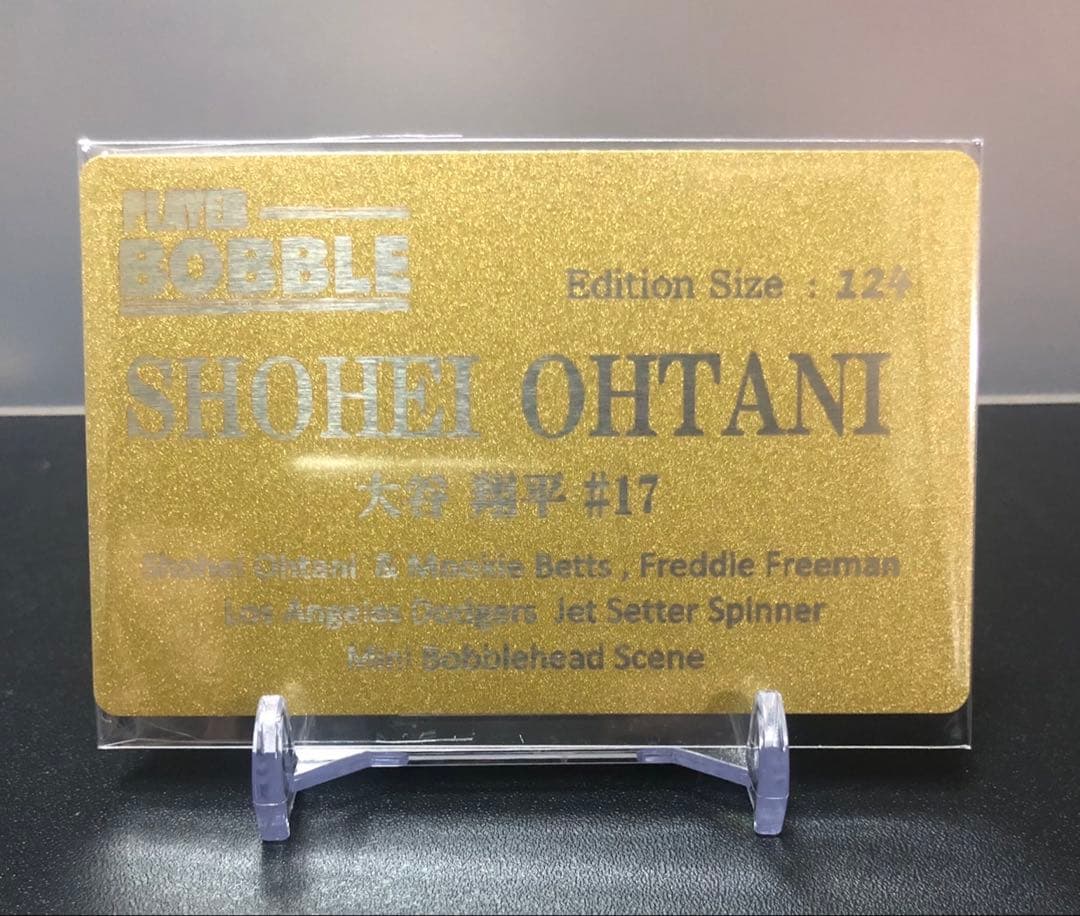 PLAYER
BOBBLE
Edition Size : 124
SHOHEI OHTANI
大谷 翔平 #17
Shohei Ohtani & Mookie Betts , Freddie Freeman
Los Angeles Dodgers Jet Setter Spinner
Mini Bobblehead Scene